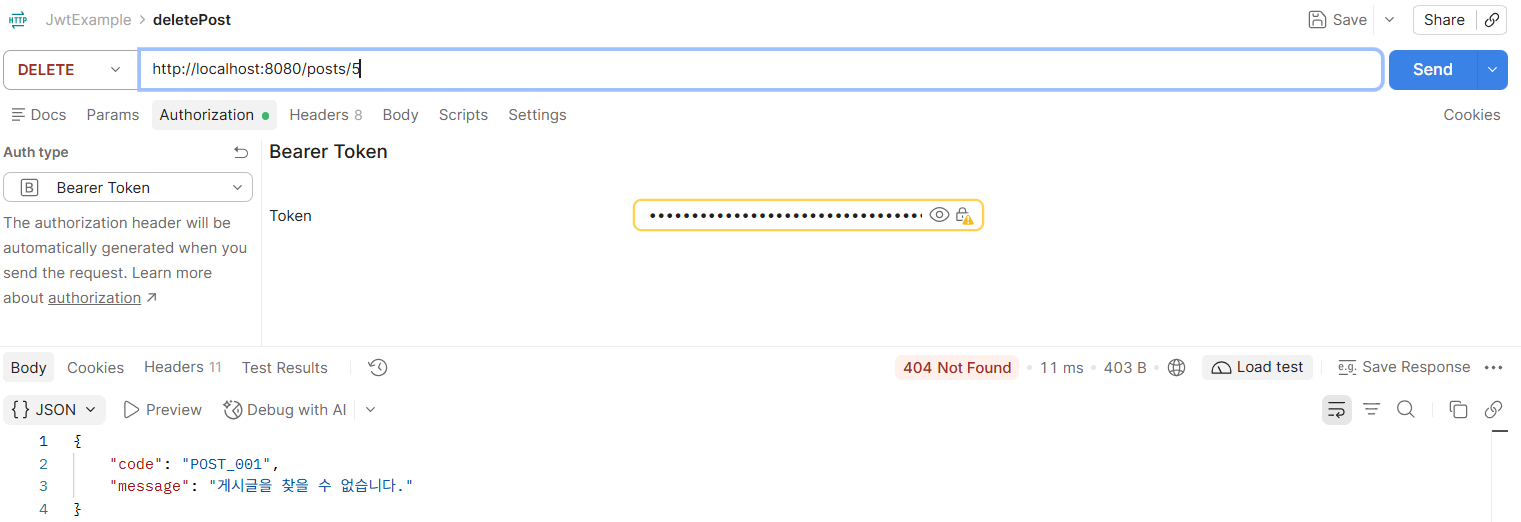 HTTP JwtExample > deletePost Save Share
DELETE http://localhost:8080/posts/5 Send
Docs Params Authorization Headers 8 Body Scripts Settings Cookies
Auth type
Bearer Token
B Bearer Token
Token
The authorization header will be
automatically generated when you
send the request. Learn more
about authorization ↗
Body Cookies Headers 11 Test Results 404 Not Found • 11 ms • 403 B • Load test e.g. Save Response •••
{} JSON Preview Debug with AI
1 {
2 "code": "POST_001",
3 "message": "게시글을 찾을 수 없습니다."
4 }